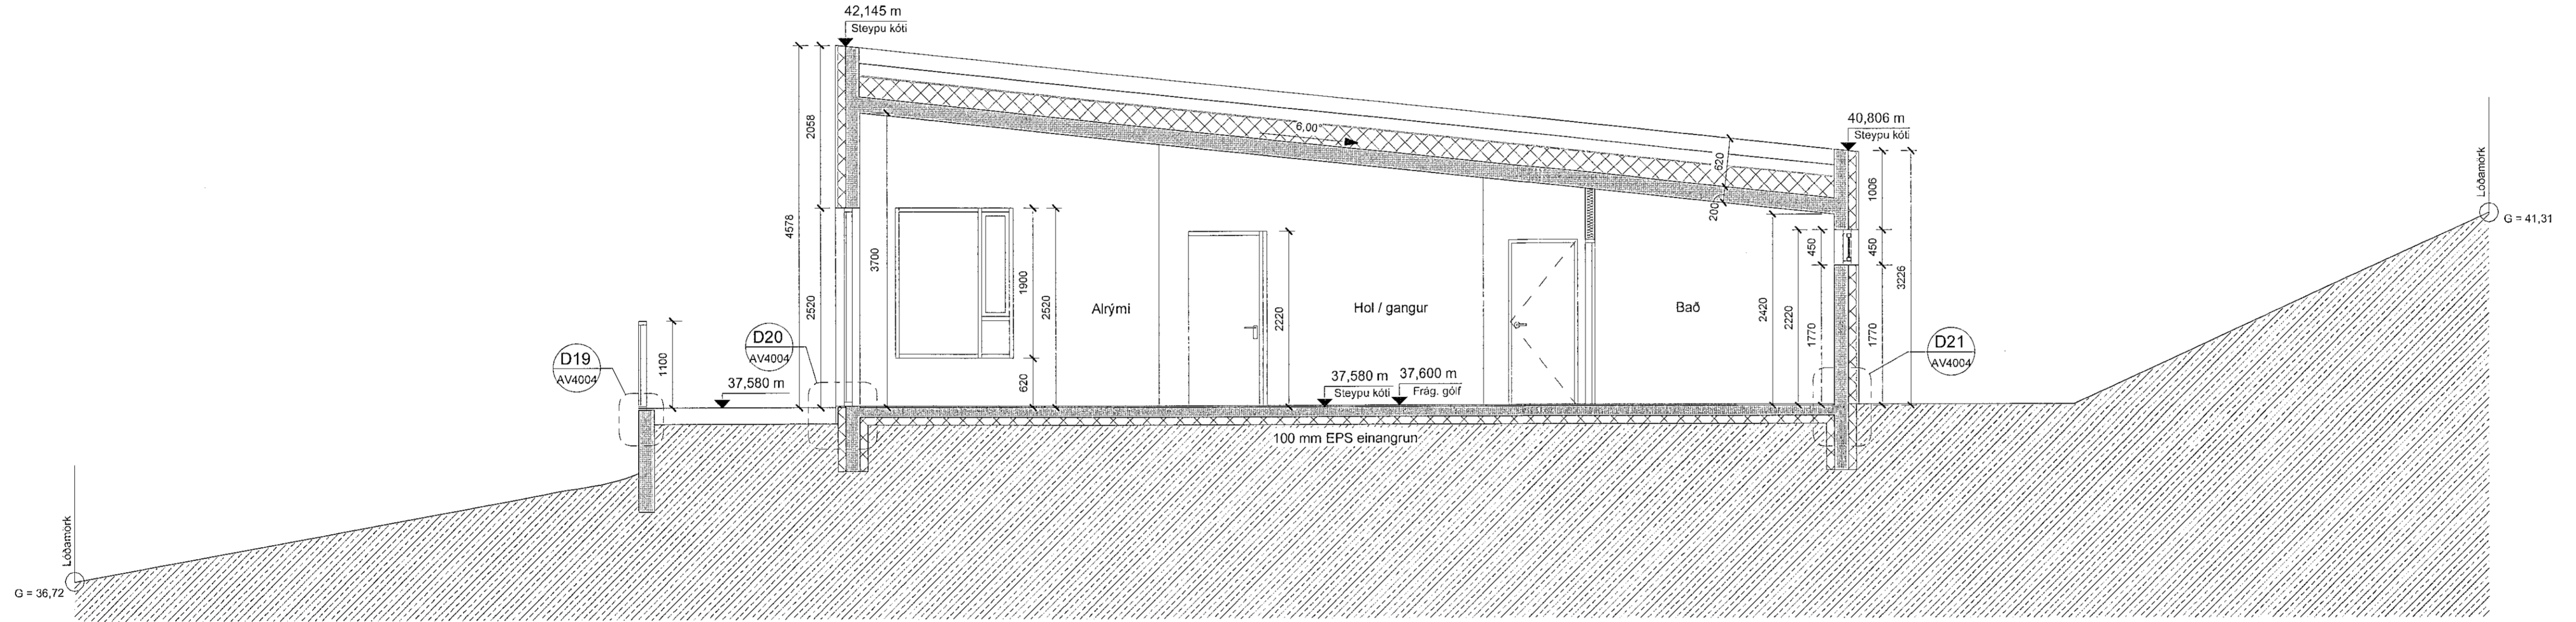 42,145 m
Steypu kóti
40,806 m
Steypu kóti
6,00°
620
200
2058
4578
2520
3700
1900
2520
620
2220
2420
2220
450
1770
1006
450
1770
3226
Alrými
Hol / gangur
Bað
Lóðamörk
G = 41,31
D19
AV4004
1100
D20
AV4004
37,580 m
37,580 m
Steypu kóti
37,600 m
Frág. gólf
D21
AV4004
100 mm EPS einangrun
Lóðamörk
G = 36,72